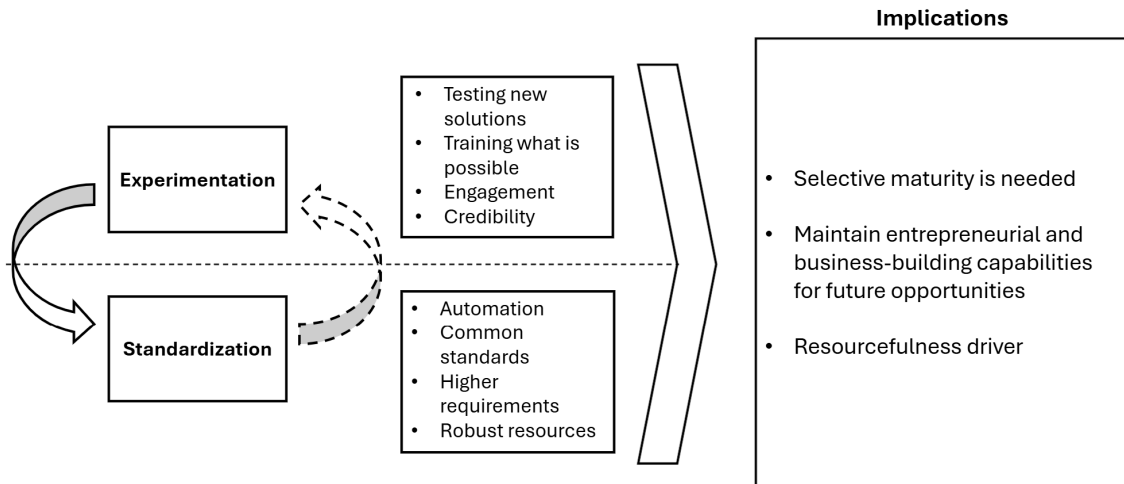 Implications
Experimentation
• Testing new
solutions
• Training what is
possible
• Engagement
• Credibility
Standardization
• Automation
• Common
standards
• Higher
requirements
• Robust resources
• Selective maturity is needed
• Maintain entrepreneurial and
business-building capabilities
for future opportunities
• Resourcefulness driver